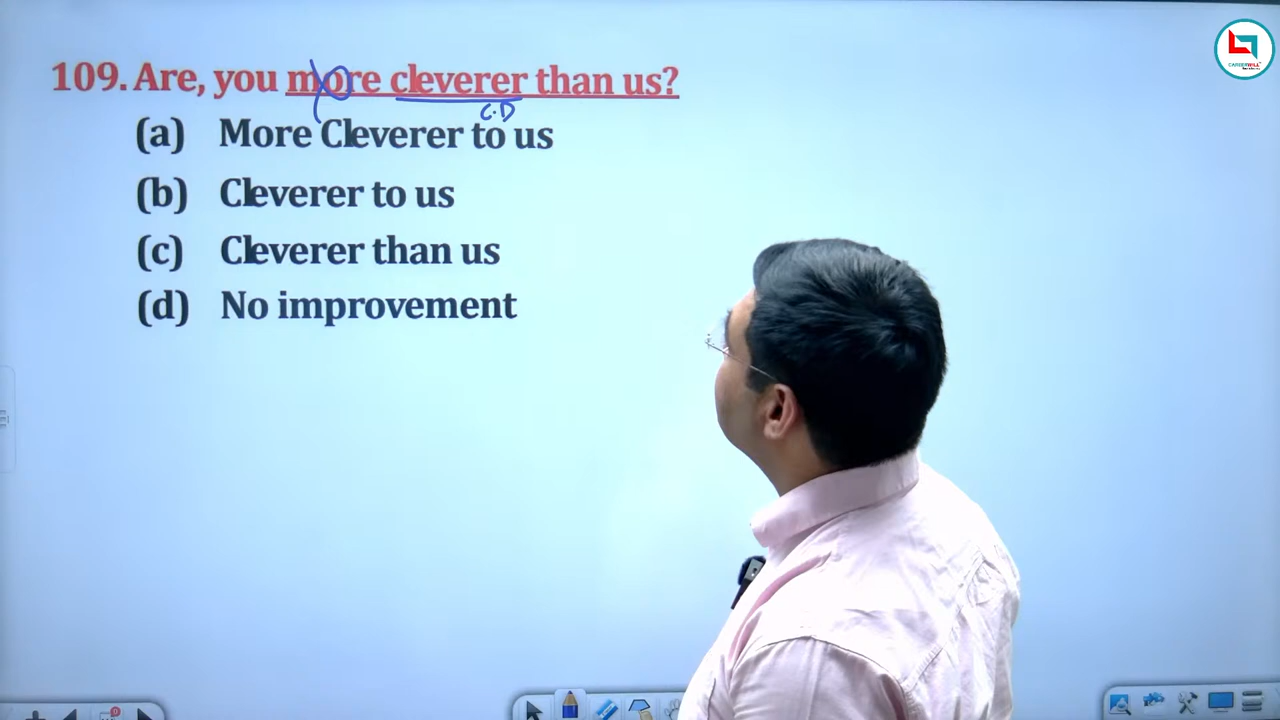 109. Are, you more cleverer than us?
C.D
(a) More Cleverer to us
(b) Cleverer to us
(c) Cleverer than us
(d) No improvement
CAREERWILL